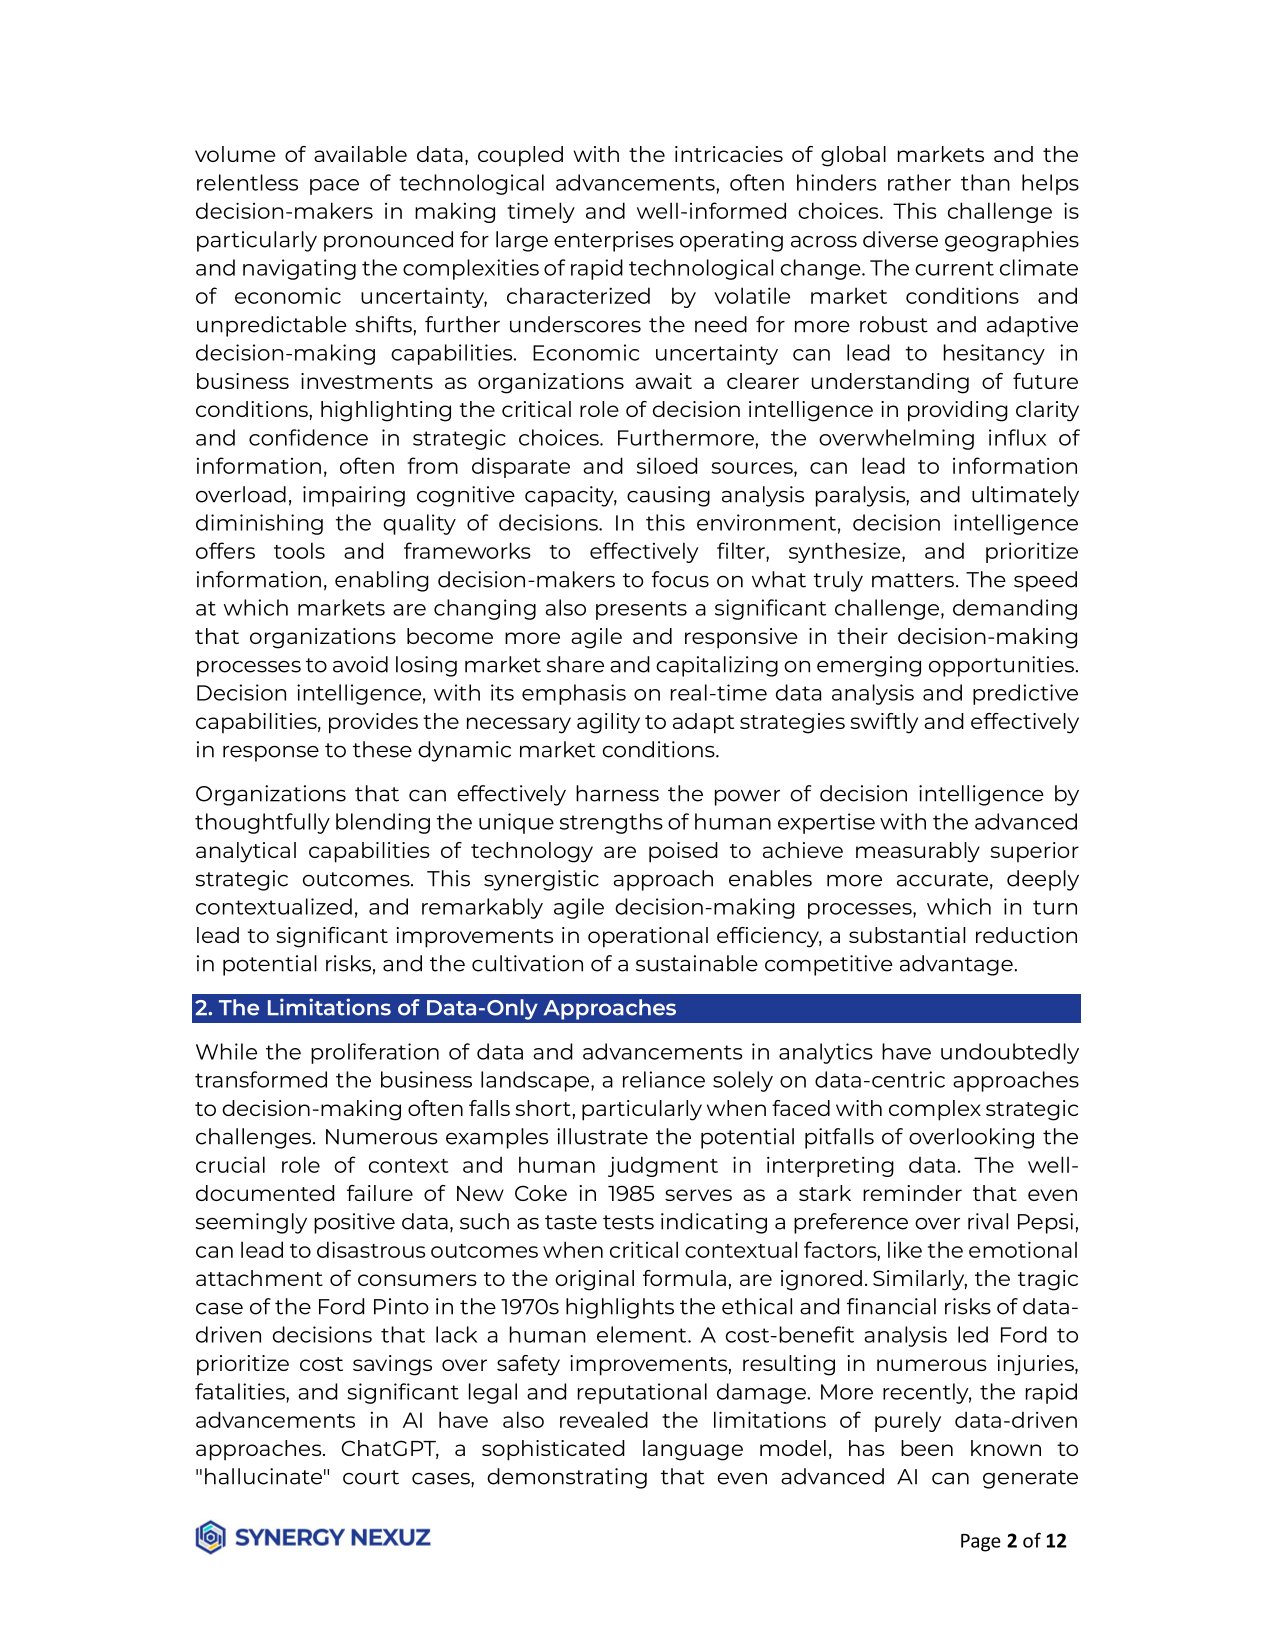 volume of available data, coupled with the intricacies of global markets and the
relentless pace of technological advancements, often hinders rather than helps
decision-makers in making timely and well-informed choices. This challenge is
particularly pronounced for large enterprises operating across diverse geographies
and navigating the complexities of rapid technological change. The current climate
of economic uncertainty, characterized by volatile market conditions and
unpredictable shifts, further underscores the need for more robust and adaptive
decision-making capabilities. Economic uncertainty can lead to hesitancy in
business investments as organizations await a clearer understanding of future
conditions, highlighting the critical role of decision intelligence in providing clarity
and confidence in strategic choices. Furthermore, the overwhelming influx of
information, often from disparate and siloed sources, can lead to information
overload, impairing cognitive capacity, causing analysis paralysis, and ultimately
diminishing the quality of decisions. In this environment, decision intelligence
offers tools and frameworks to effectively filter, synthesize, and prioritize
information, enabling decision-makers to focus on what truly matters. The speed
at which markets are changing also presents a significant challenge, demanding
that organizations become more agile and responsive in their decision-making
processes to avoid losing market share and capitalizing on emerging opportunities.
Decision intelligence, with its emphasis on real-time data analysis and predictive
capabilities, provides the necessary agility to adapt strategies swiftly and effectively
in response to these dynamic market conditions.
Organizations that can effectively harness the power of decision intelligence by
thoughtfully blending the unique strengths of human expertise with the advanced
analytical capabilities of technology are poised to achieve measurably superior
strategic outcomes. This synergistic approach enables more accurate, deeply
contextualized, and remarkably agile decision-making processes, which in turn
lead to significant improvements in operational efficiency, a substantial reduction
in potential risks, and the cultivation of a sustainable competitive advantage.
2. The Limitations of Data-Only Approaches
While the proliferation of data and advancements in analytics have undoubtedly
transformed the business landscape, a reliance solely on data-centric approaches
to decision-making often falls short, particularly when faced with complex strategic
challenges. Numerous examples illustrate the potential pitfalls of overlooking the
crucial role of context and human judgment in interpreting data. The well-
documented failure of New Coke in 1985 serves as a stark reminder that even
seemingly positive data, such as taste tests indicating a preference over rival Pepsi,
can lead to disastrous outcomes when critical contextual factors, like the emotional
attachment of consumers to the original formula, are ignored. Similarly, the tragic
case of the Ford Pinto in the 1970s highlights the ethical and financial risks of data-
driven decisions that lack a human element. A cost-benefit analysis led Ford to
prioritize cost savings over safety improvements, resulting in numerous injuries,
fatalities, and significant legal and reputational damage. More recently, the rapid
advancements in AI have also revealed the limitations of purely data-driven
approaches. ChatGPT, a sophisticated language model, has been known to
"hallucinate" court cases, demonstrating that even advanced AI can generate
SYNERGY NEXUZ
Page 2 of 12